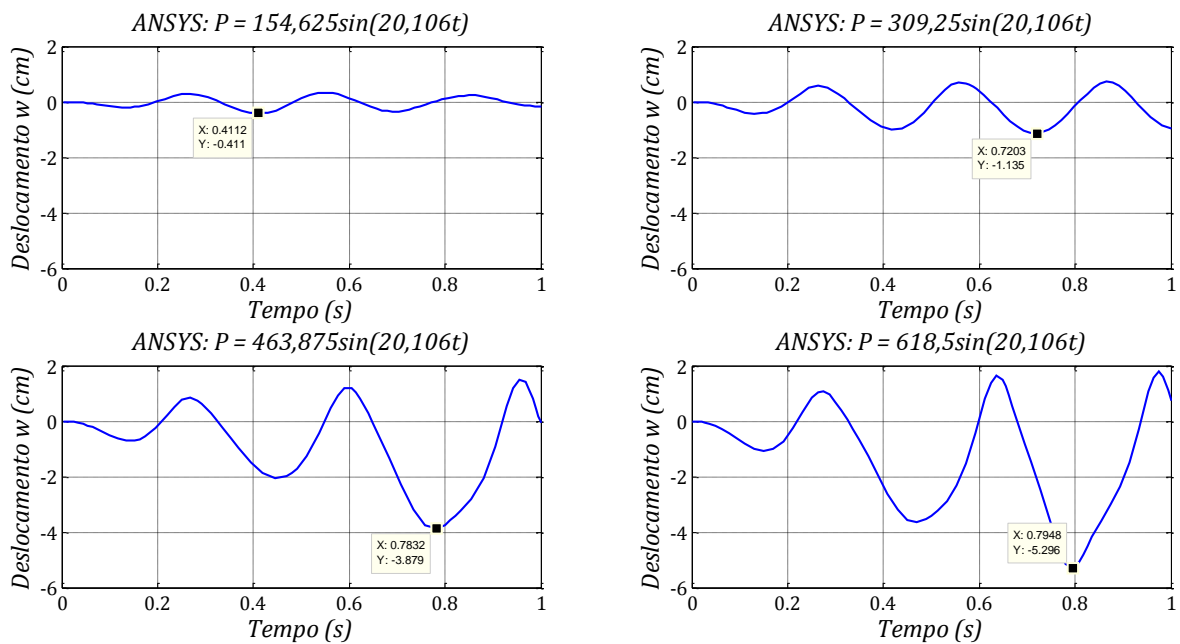 ANSYS: P = 154,625sin(20,106t)
2
0
-2
-4
-6
Deslocamento w (cm)
X: 0.4112
Y: -0.411
0
0.2
0.4
0.6
0.8
1
Tempo (s)
ANSYS: P = 309,25sin(20,106t)
2
0
-2
-4
-6
Deslocamento w (cm)
X: 0.7203
Y: -1.135
0
0.2
0.4
0.6
0.8
1
Tempo (s)
ANSYS: P = 463,875sin(20,106t)
2
0
-2
-4
-6
Deslocamento w (cm)
X: 0.7832
Y: -3.879
0
0.2
0.4
0.6
0.8
1
Tempo (s)
ANSYS: P = 618,5sin(20,106t)
2
0
-2
-4
-6
Deslocamento w (cm)
X: 0.7948
Y: -5.296
0
0.2
0.4
0.6
0.8
1
Tempo (s)